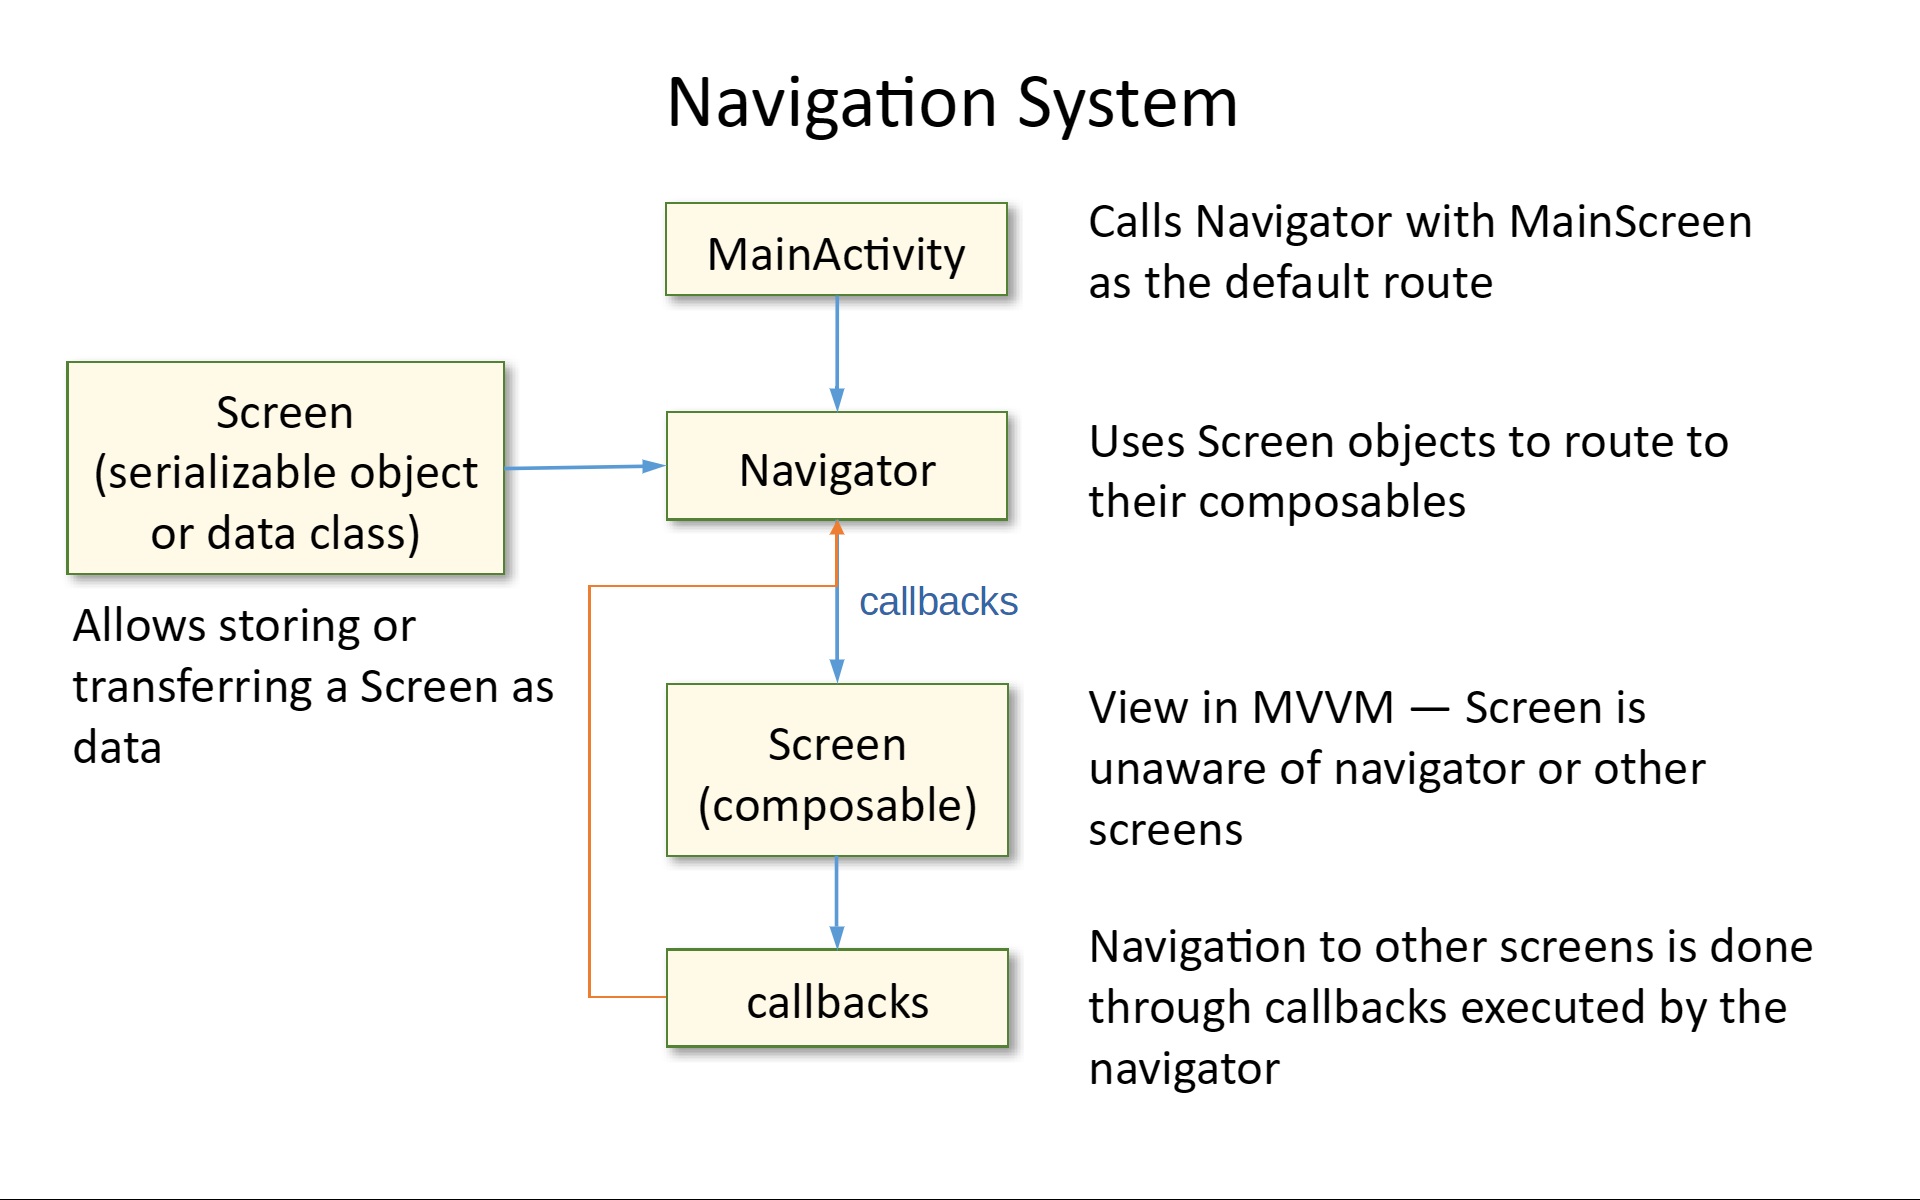 Navigation System
MainActivity
Calls Navigator with MainScreen
as the default route
Screen
(serializable object
or data class)
Allows storing or
transferring a Screen as
data
Navigator
Uses Screen objects to route to
their composables
callbacks
Screen
(composable)
View in MVVM — Screen is
unaware of navigator or other
screens
callbacks
Navigation to other screens is done
through callbacks executed by the
navigator